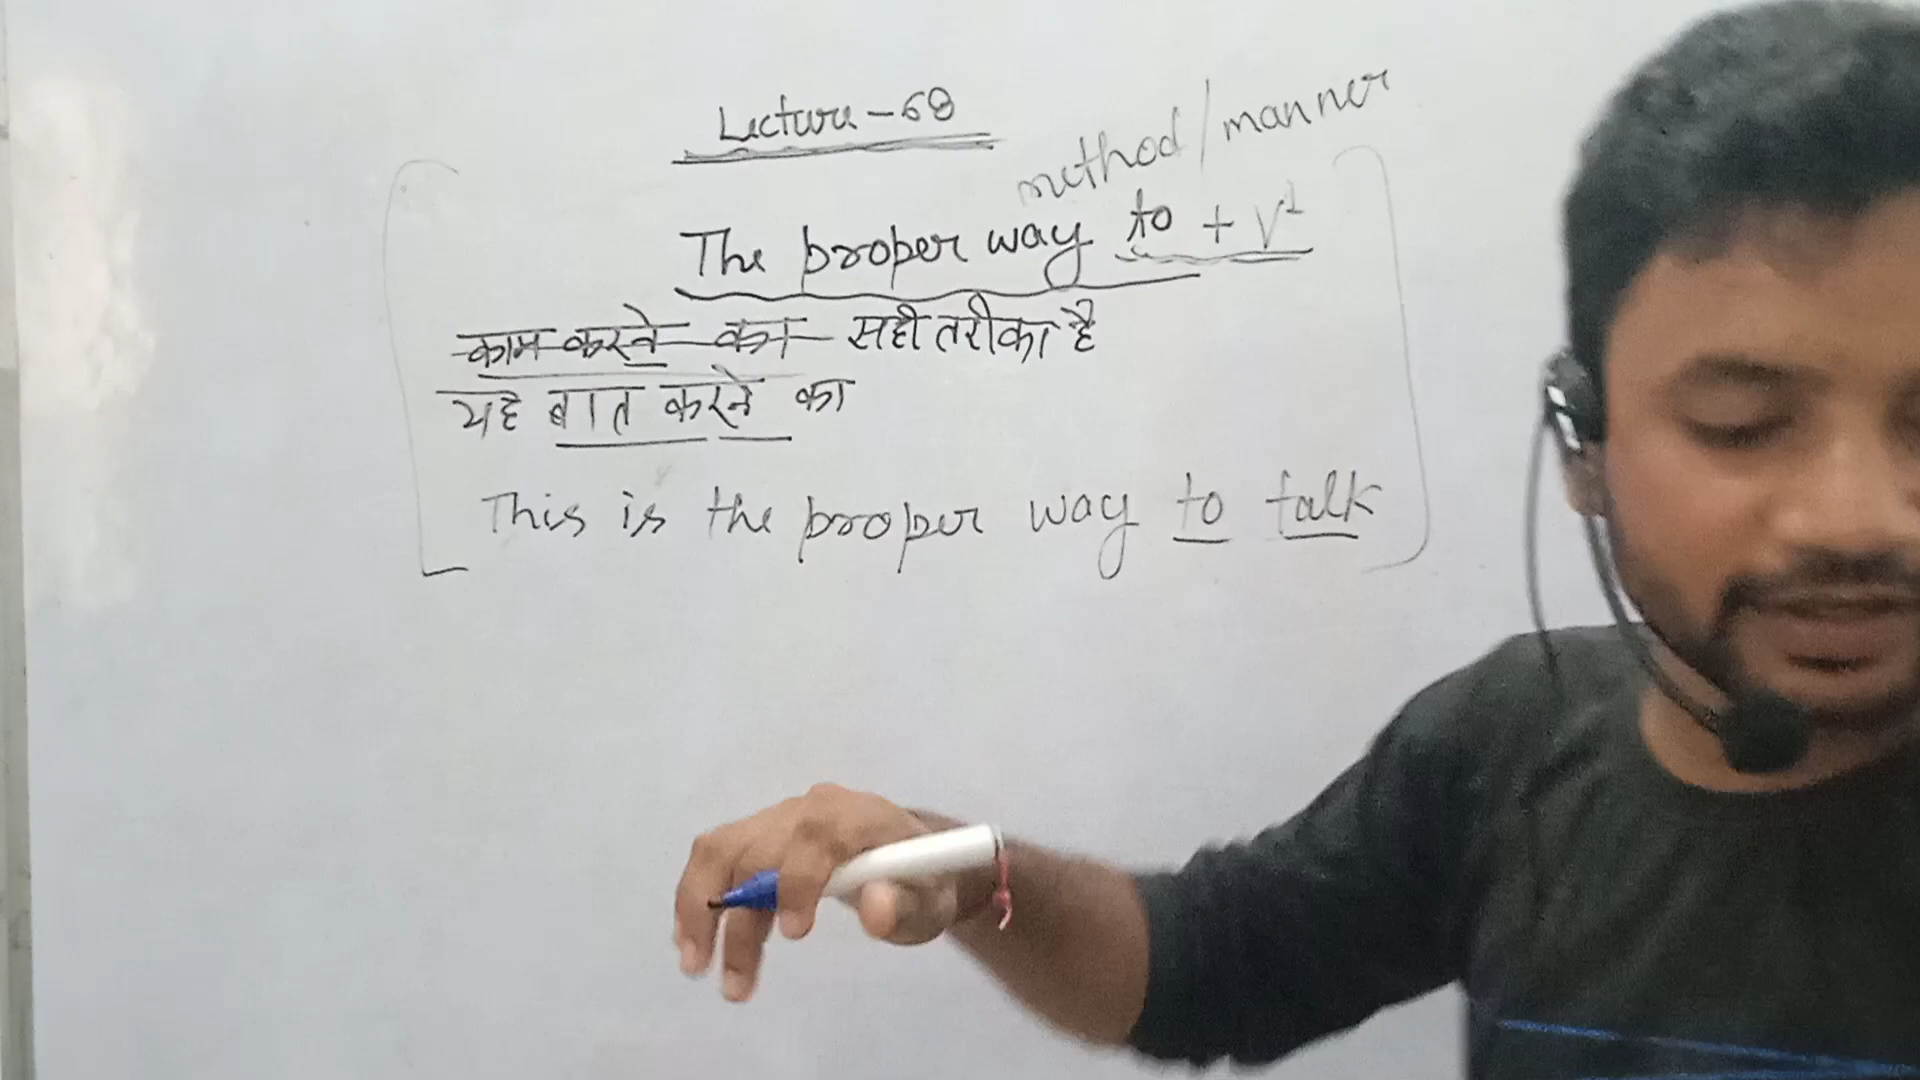 Lecture-68
method/manner
The proper way to + V¹
काम करने का सही तरीका है
यह बात करने का
This is the proper way to talk